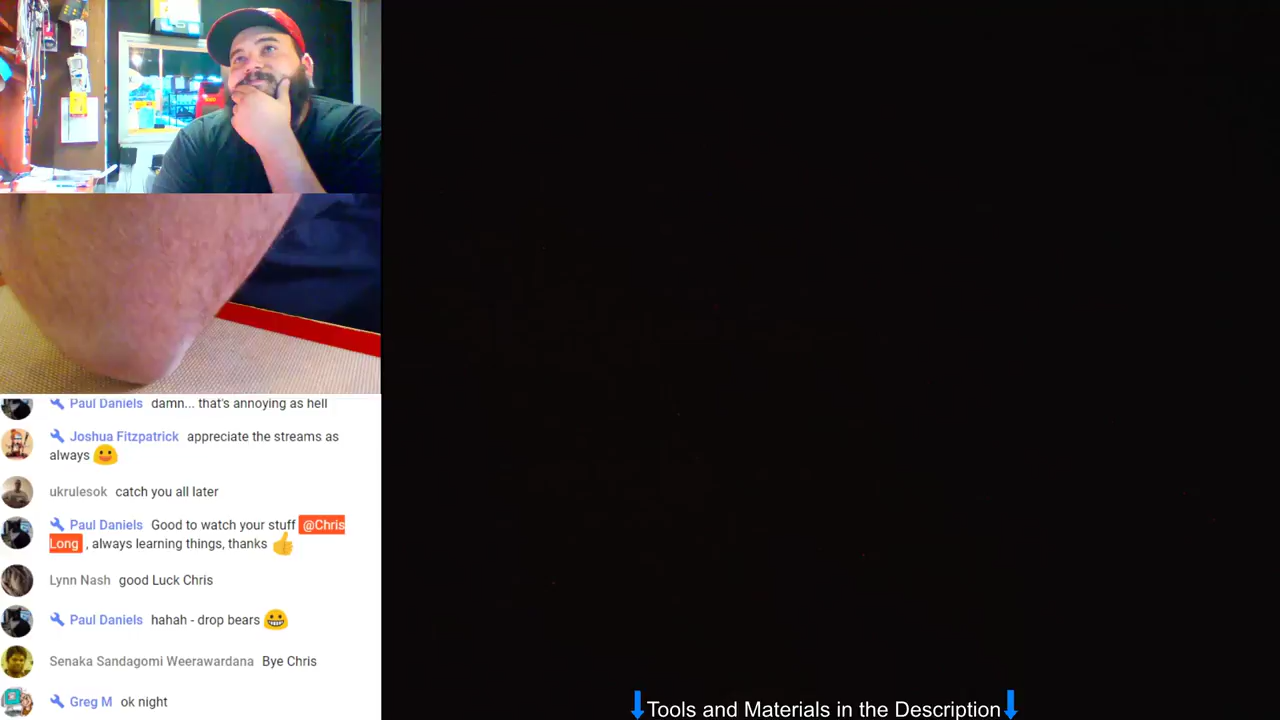 Paul Daniels damn... that's annoying as hell
Joshua Fitzpatrick appreciate the streams as
always
ukrulesok catch you all later
Paul Daniels Good to watch your stuff @Chris
Long , always learning things, thanks
Lynn Nash good Luck Chris
Paul Daniels hahah - drop bears
Senaka Sandagomi Weerawardana Bye Chris
Greg M ok night
Tools and Materials in the Description